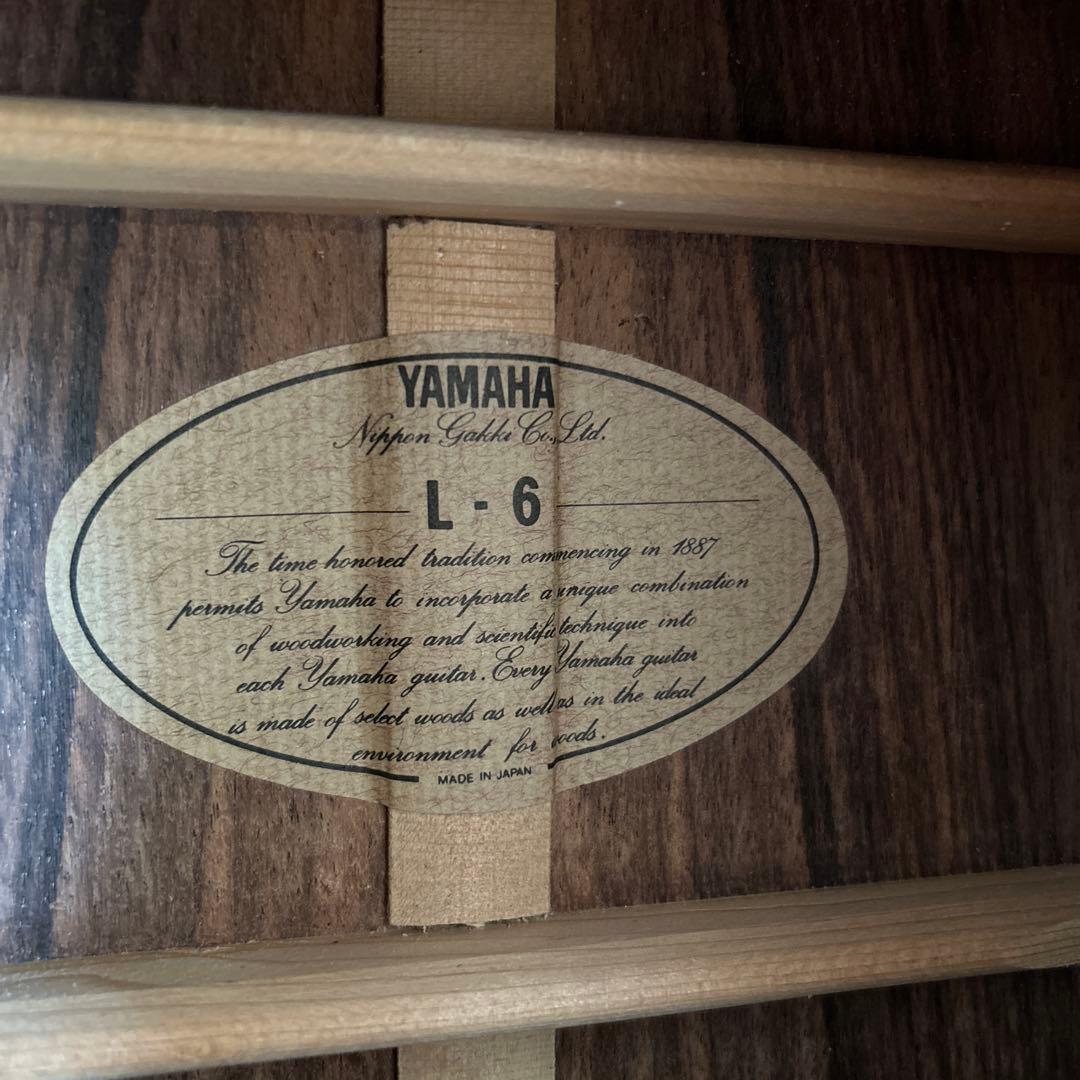 YAMAHA
Nippon Gakki Co., Ltd.
L - 6
The time honored tradition commencing in 1887
permits Yamaha to incorporate a unique combination
of woodworking and scientific technique into
each Yamaha guitar. Every Yamaha guitar
is made of select woods as well as in the ideal
environment for woods.
MADE IN JAPAN